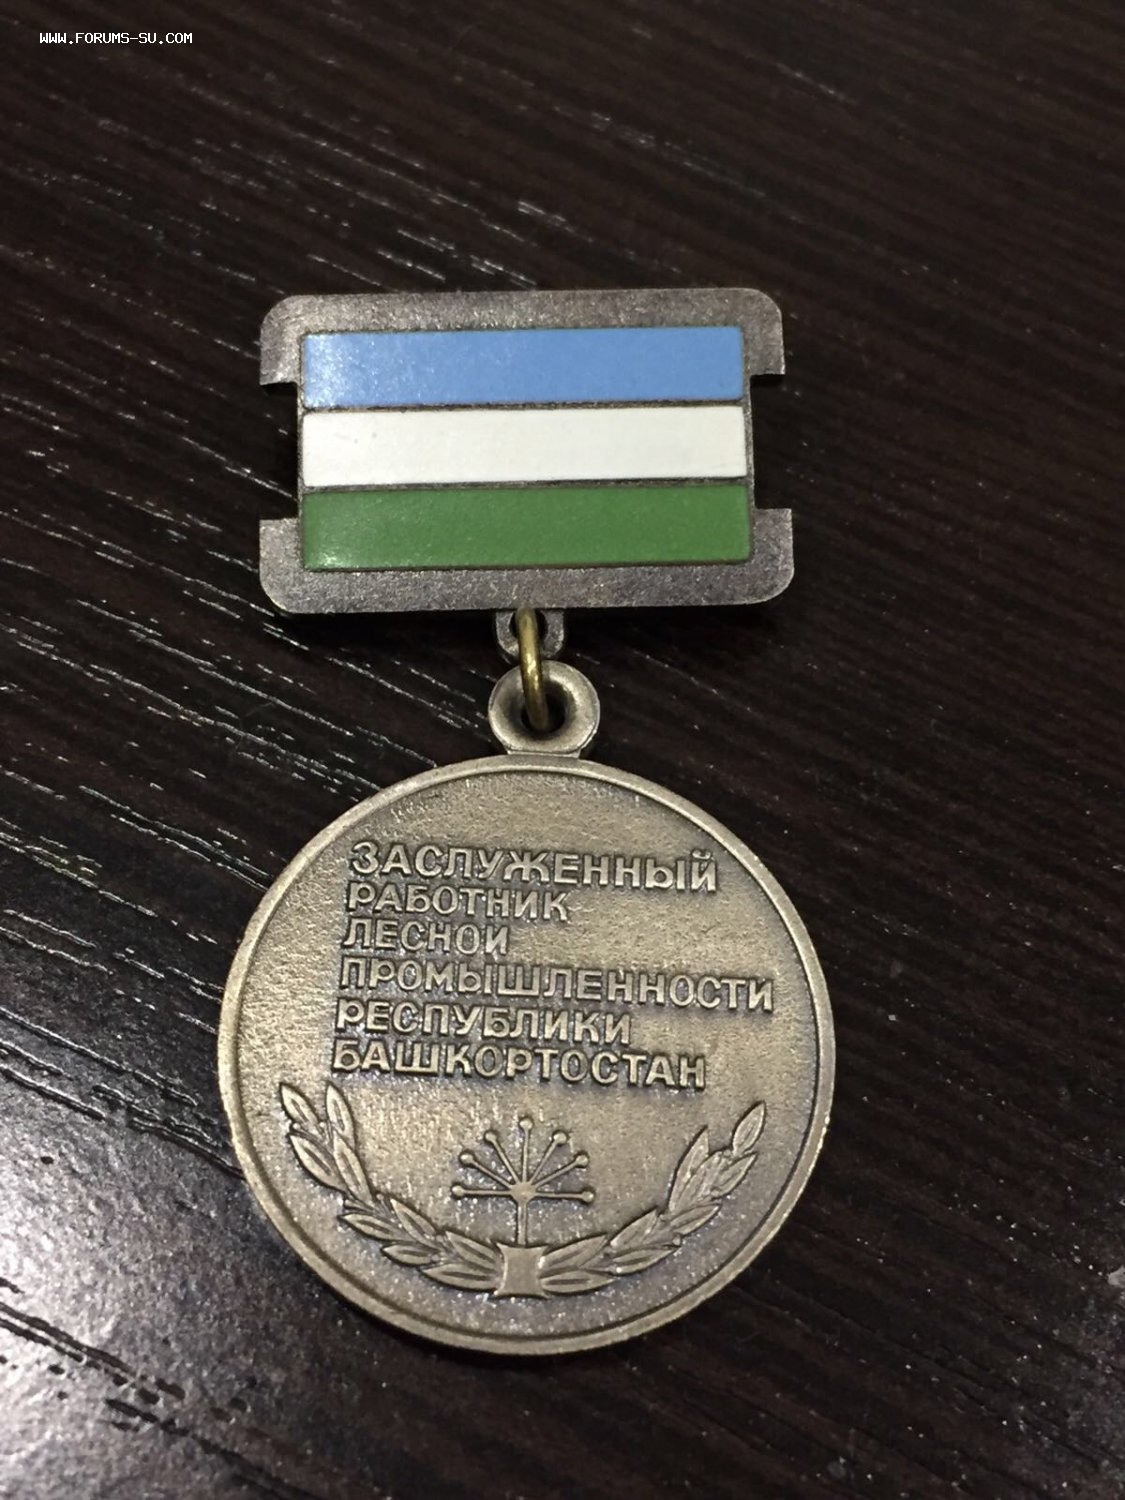 WWW.FORUMS-SU.COM
ЗАСЛУЖЕННЫЙ
РАБОТНИК
ЛЕСНОЙ
ПРОМЫШЛЕННОСТИ
РЕСПУБЛИКИ
БАШКОРТОСТАН